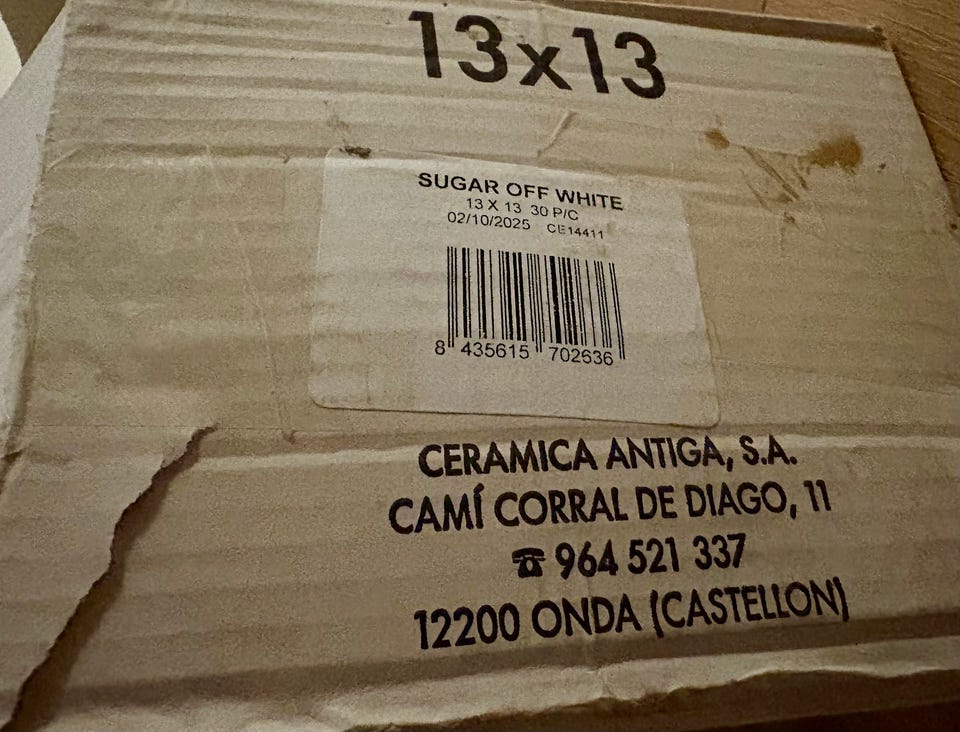 13x13
SUGAR OFF WHITE
13 X 13 30 P/C
02/10/2025 CE14411
8 435615 702636
CERAMICA ANTIGA, S.A.
CAMÍ CORRAL DE DIAGO, 11
☎ 964 521 337
12200 ONDA (CASTELLON)